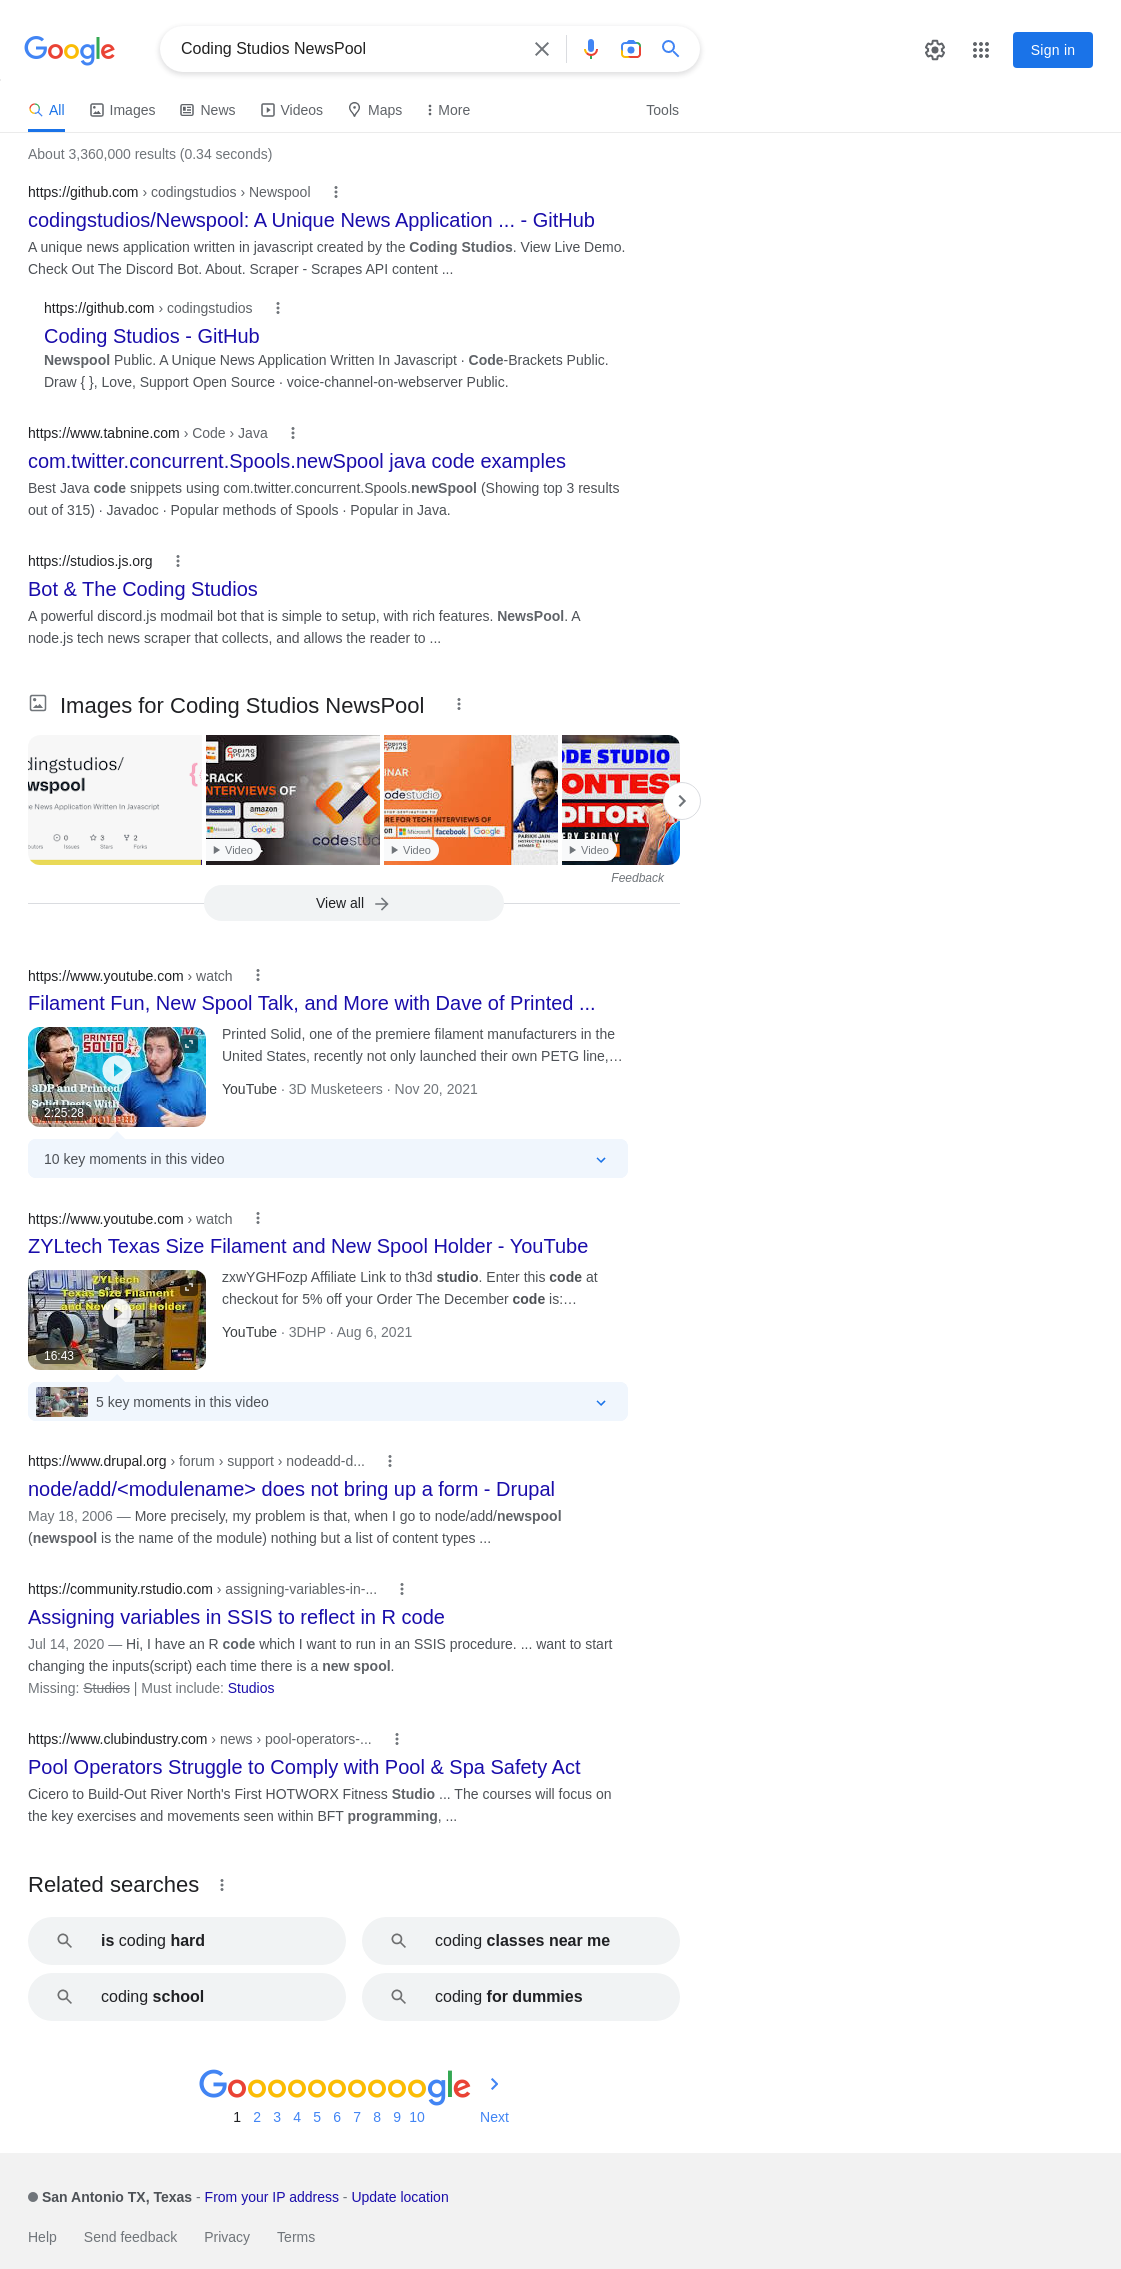 Google
Coding Studios NewsPool
Sign in
All Images News Videos Maps More Tools
About 3,360,000 results (0.34 seconds)
https://github.com › codingstudios › Newspool
codingstudios/Newspool: A Unique News Application ... - GitHub
A unique news application written in javascript created by the Coding Studios. View Live Demo.
Check Out The Discord Bot. About. Scraper - Scrapes API content ...
https://github.com › codingstudios
Coding Studios - GitHub
Newspool Public. A Unique News Application Written In Javascript · Code-Brackets Public.
Draw { }, Love, Support Open Source · voice-channel-on-webserver Public.
https://www.tabnine.com › Code › Java
com.twitter.concurrent.Spools.newSpool java code examples
Best Java code snippets using com.twitter.concurrent.Spools.newSpool (Showing top 3 results
out of 315) · Javadoc · Popular methods of Spools · Popular in Java.
https://studios.js.org
Bot & The Coding Studios
A powerful discord.js modmail bot that is simple to setup, with rich features. NewsPool. A
node.js tech news scraper that collects, and allows the reader to ...
Images for Coding Studios NewsPool
dingstudios/
wspool
e News Application Written In Javascript
0 3 2
Issues Stars Forks
CRACK
INTERVIEWS OF
facebook amazon
Microsoft Google
codestud
Video
CODING
INAR
codestudio
RE FOR TECH INTERVIEWS OF
Microsoft facebook Google
PARIKH JAIN
Video
ODE STUDIO
ONTEST
DITORY
ERY FRIDAY
Video
Feedback
View all
https://www.youtube.com › watch
Filament Fun, New Spool Talk, and More with Dave of Printed ...
PRINTED
SOLID
3DP and Printed
Solid Deets With
2:25:28
Printed Solid, one of the premiere filament manufacturers in the
United States, recently not only launched their own PETG line,…
YouTube · 3D Musketeers · Nov 20, 2021
10 key moments in this video
https://www.youtube.com › watch
ZYLtech Texas Size Filament and New Spool Holder - YouTube
ZYLtech
Texas Size Filament
and New Spool Holder
16:43
zxwYGHFozp Affiliate Link to th3d studio. Enter this code at
checkout for 5% off your Order The December code is:…
YouTube · 3DHP · Aug 6, 2021
5 key moments in this video
https://www.drupal.org › forum › support › nodeadd-d...
node/add/<modulename> does not bring up a form - Drupal
May 18, 2006 — More precisely, my problem is that, when I go to node/add/newspool
(newspool is the name of the module) nothing but a list of content types ...
https://community.rstudio.com › assigning-variables-in-...
Assigning variables in SSIS to reflect in R code
Jul 14, 2020 — Hi, I have an R code which I want to run in an SSIS procedure. ... want to start
changing the inputs(script) each time there is a new spool.
Missing: Studios | Must include: Studios
https://www.clubindustry.com › news › pool-operators-...
Pool Operators Struggle to Comply with Pool & Spa Safety Act
Cicero to Build-Out River North's First HOTWORX Fitness Studio ... The courses will focus on
the key exercises and movements seen within BFT programming, ...
Related searches
is coding hard
coding classes near me
coding school
coding for dummies
Goooooooooogle
1 2 3 4 5 6 7 8 9 10 Next
San Antonio TX, Texas - From your IP address - Update location
Help Send feedback Privacy Terms